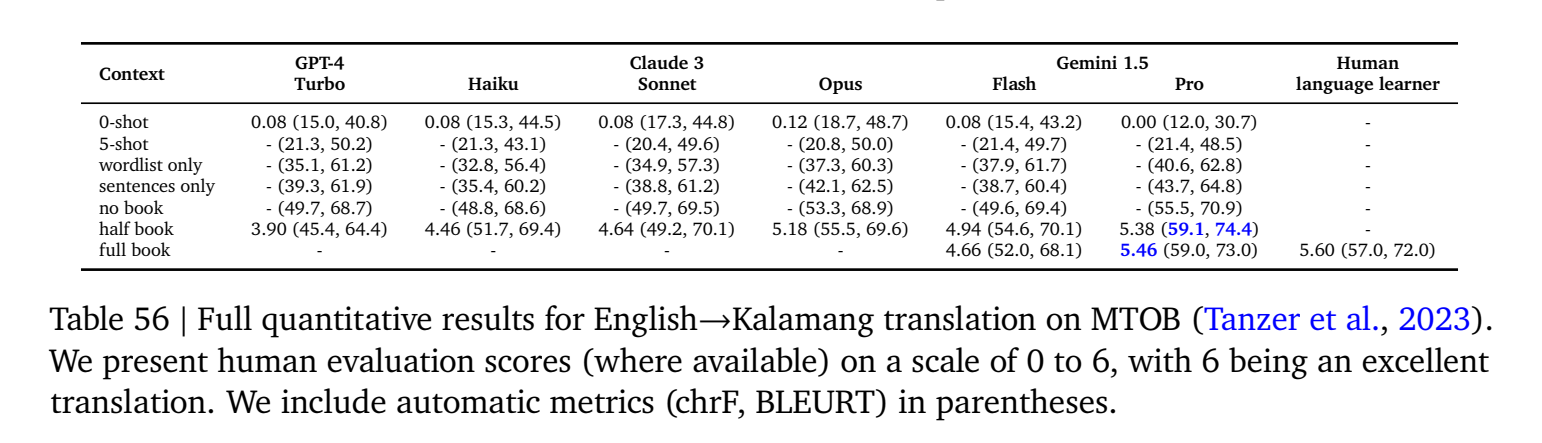 GPT-4 Claude 3 Gemini 1.5 Human
Context
Turbo Haiku Sonnet Opus Flash Pro language learner
0-shot 0.08 (15.0, 40.8) 0.08 (15.3, 44.5) 0.08 (17.3, 44.8) 0.12 (18.7, 48.7) 0.08 (15.4, 43.2) 0.00 (12.0, 30.7) -
5-shot - (21.3, 50.2) - (21.3, 43.1) - (20.4, 49.6) - (20.8, 50.0) - (21.4, 49.7) - (21.4, 48.5) -
wordlist only - (35.1, 61.2) - (32.8, 56.4) - (34.9, 57.3) - (37.3, 60.3) - (37.9, 61.7) - (40.6, 62.8) -
sentences only - (39.3, 61.9) - (35.4, 60.2) - (38.8, 61.2) - (42.1, 62.5) - (38.7, 60.4) - (43.7, 64.8) -
no book - (49.7, 68.7) - (48.8, 68.6) - (49.7, 69.5) - (53.3, 68.9) - (49.6, 69.4) - (55.5, 70.9) -
half book 3.90 (45.4, 64.4) 4.46 (51.7, 69.4) 4.64 (49.2, 70.1) 5.18 (55.5, 69.6) 4.94 (54.6, 70.1) 5.38 (59.1, 74.4) -
full book - - - - 4.66 (52.0, 68.1) 5.46 (59.0, 73.0) 5.60 (57.0, 72.0)
Table 56 | Full quantitative results for English→Kalamang translation on MTOB (Tanzer et al., 2023).
We present human evaluation scores (where available) on a scale of 0 to 6, with 6 being an excellent
translation. We include automatic metrics (chrF, BLEURT) in parentheses.